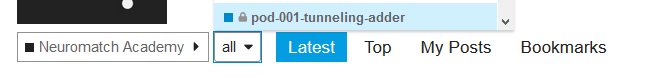 pod-001-tunneling-adder
Neuromatch Academy all Latest Top My Posts Bookmarks